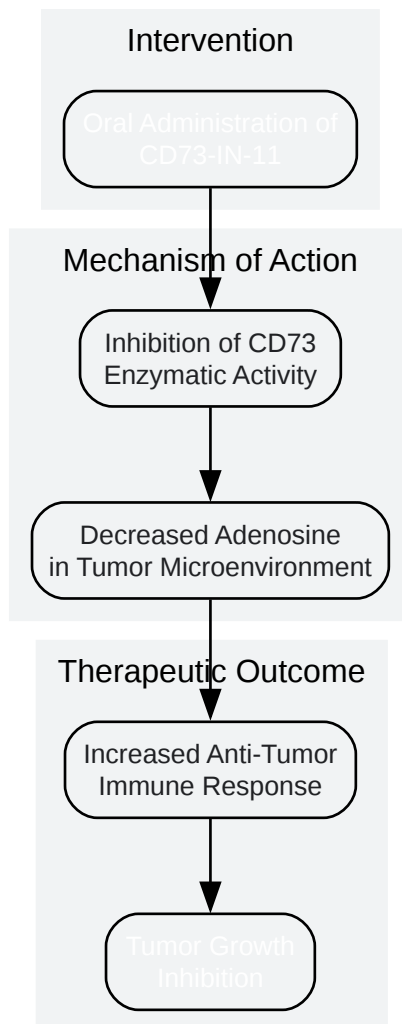 Intervention
Oral Administration of
CD73-IN-11
Mechanism of Action
Inhibition of CD73
Enzymatic Activity
Decreased Adenosine
in Tumor Microenvironment
Therapeutic Outcome
Increased Anti-Tumor
Immune Response
Tumor Growth
Inhibition